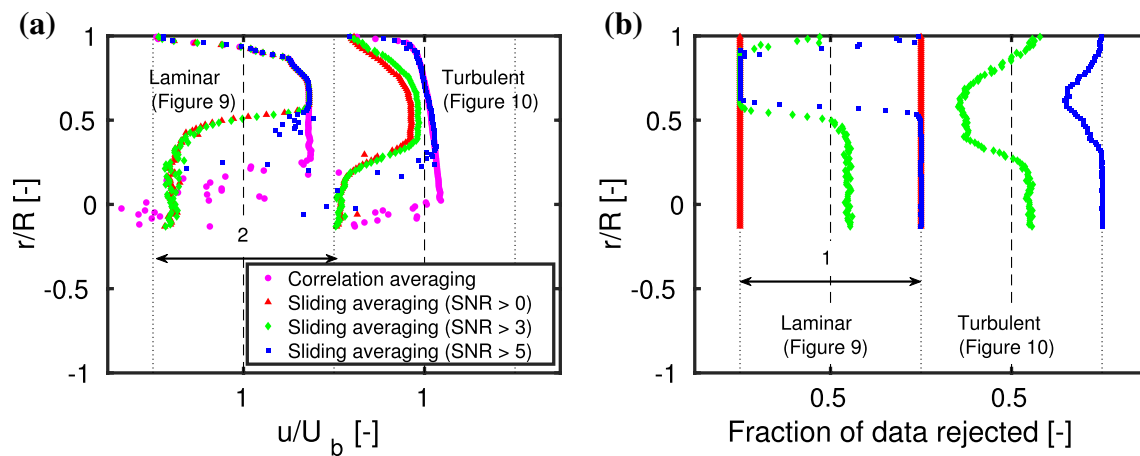 (a)
1
0.5
0
-0.5
-1
r/R [-]
Laminar
(Figure 9)
Turbulent
(Figure 10)
2
Correlation averaging
Sliding averaging (SNR > 0)
Sliding averaging (SNR > 3)
Sliding averaging (SNR > 5)
1
1
u/U_b [-]
(b)
1
0.5
0
-0.5
-1
r/R [-]
1
Laminar
(Figure 9)
Turbulent
(Figure 10)
0.5
0.5
Fraction of data rejected [-]